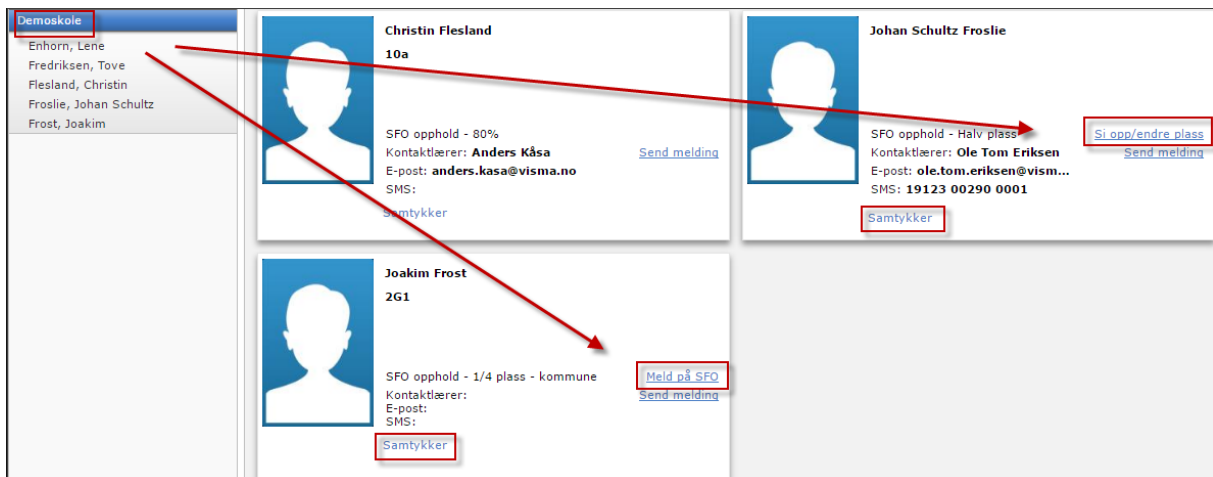 Demoskole
Enhorn, Lene
Fredriksen, Tove
Flesland, Christin
Froslie, Johan Schultz
Frost, Joakim
Christin Flesland
10a
SFO opphold - 80%
Kontaktlærer: Anders Kåsa Send melding
E-post: anders.kasa@visma.no
SMS:
Samtykker
Johan Schultz Froslie
SFO opphold - Halv plass Si opp/endre plass
Kontaktlærer: Ole Tom Eriksen Send melding
E-post: ole.tom.eriksen@vism...
SMS: 19123 00290 0001
Samtykker
Joakim Frost
2G1
SFO opphold - 1/4 plass - kommune Meld på SFO
Kontaktlærer: Send melding
E-post:
SMS:
Samtykker